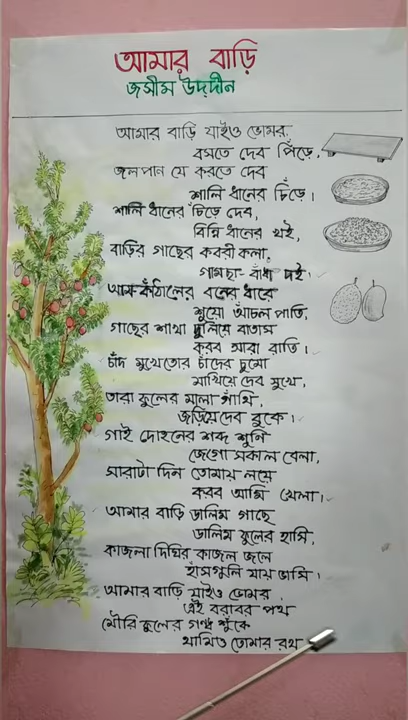 আমার বাড়ি
জসীম উদ্‌দীন
আমার বাড়ি যাইও ভোমর,
বসতে দেব পিঁড়ে,
জলপান যে করতে দেব
শালি ধানের চিঁড়ে।
শালি ধানের চিঁড়ে দেব,
বিন্নি ধানের খই,
বাড়ির গাছের কবরী কলা,
গামছা-বাঁধা দই।
আম-কাঁঠালের বনের ধারে
শুয়ো আঁচল পাতি,
গাছের শাখা দুলিয়ে বাতাস
করব সারা রাতি।
চাঁদ মুখে তোর চাঁদের চুমো
মাখিয়ে দেব সুখে,
তারা ফুলের মালা গাঁথি,
জড়িয়ে দেব বুকে।
গাই দোহনের শব্দ শুনি
জেগো সকাল বেলা,
সারাটা দিন তোমায় লয়ে
করব আমি খেলা।
আমার বাড়ি ডালিম গাছে
ডালিম ফুলের হাসি,
কাজলা দিঘির কাজল জলে
হাঁসগুলি যায় ভাসি।
আমার বাড়ি যাইও ভোমর,
এই বরাবর পথ
মৌরি ফুলের গন্ধ শুঁকে
থামিও তোমার রথ